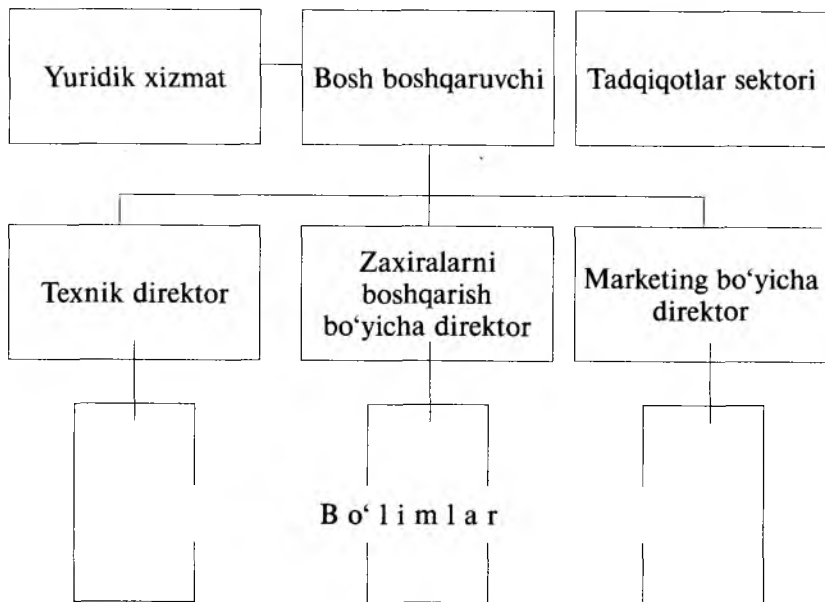 Yuridik xizmat
Bosh boshqaruvchi
Tadqiqotlar sektori
Texnik direktor
Zaxiralarni
boshqarish
bo‘yicha direktor
Marketing bo‘yicha
direktor
B o‘ l i m l a r